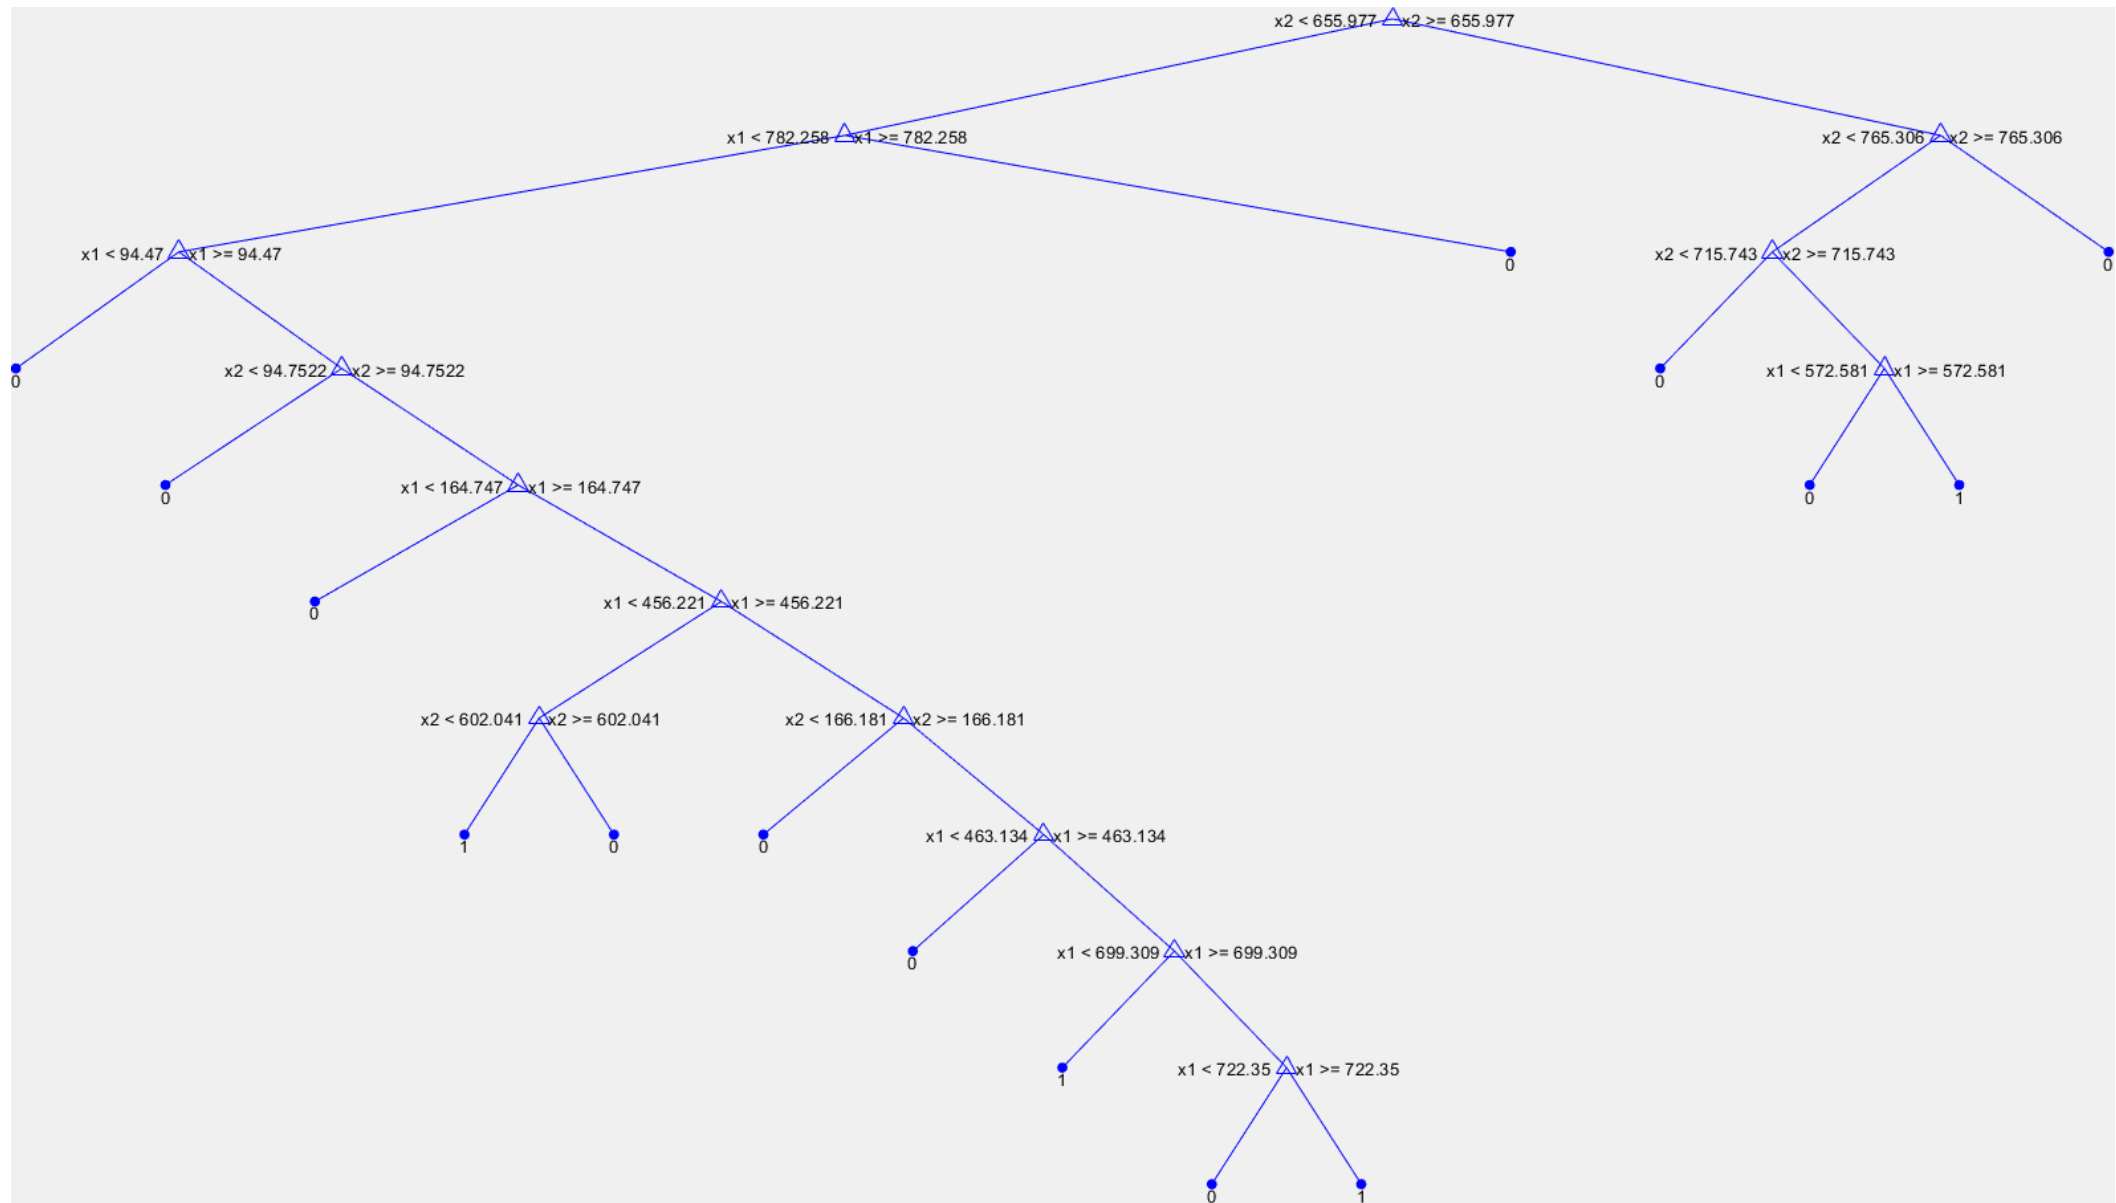 x2 < 655.977 x2 >= 655.977
x1 < 782.258 x1 >= 782.258
x2 < 765.306 x2 >= 765.306
x1 < 94.47 x1 >= 94.47
0
x2 < 715.743 x2 >= 715.743
0
0
x2 < 94.7522 x2 >= 94.7522
0
x1 < 572.581 x1 >= 572.581
0
x1 < 164.747 x1 >= 164.747
0
1
0
x1 < 456.221 x1 >= 456.221
x2 < 602.041 x2 >= 602.041
x2 < 166.181 x2 >= 166.181
1
0
0
x1 < 463.134 x1 >= 463.134
0
x1 < 699.309 x1 >= 699.309
1
x1 < 722.35 x1 >= 722.35
0
1